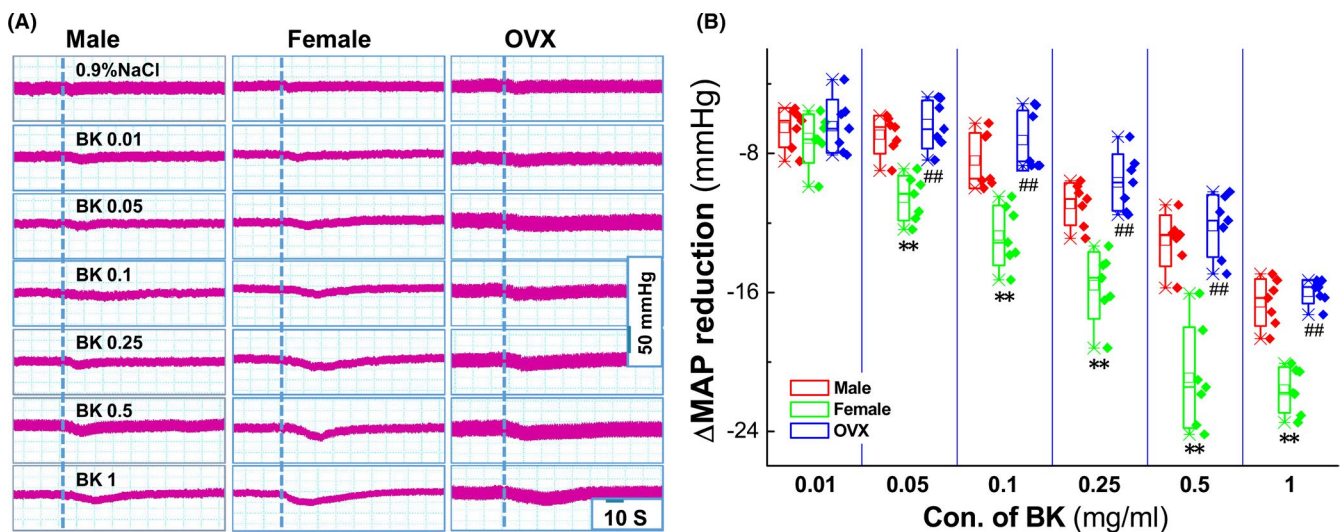 (A)
Male Female OVX
0.9%NaCl
BK 0.01
BK 0.05
BK 0.1
BK 0.25
BK 0.5
BK 1
50 mmHg
10 S
(B)
ΔMAP reduction (mmHg)
-8
-16
-24
## ## ## ## ##
** ** ** ** **
Male
Female
OVX
0.01 0.05 0.1 0.25 0.5 1
Con. of BK (mg/ml)